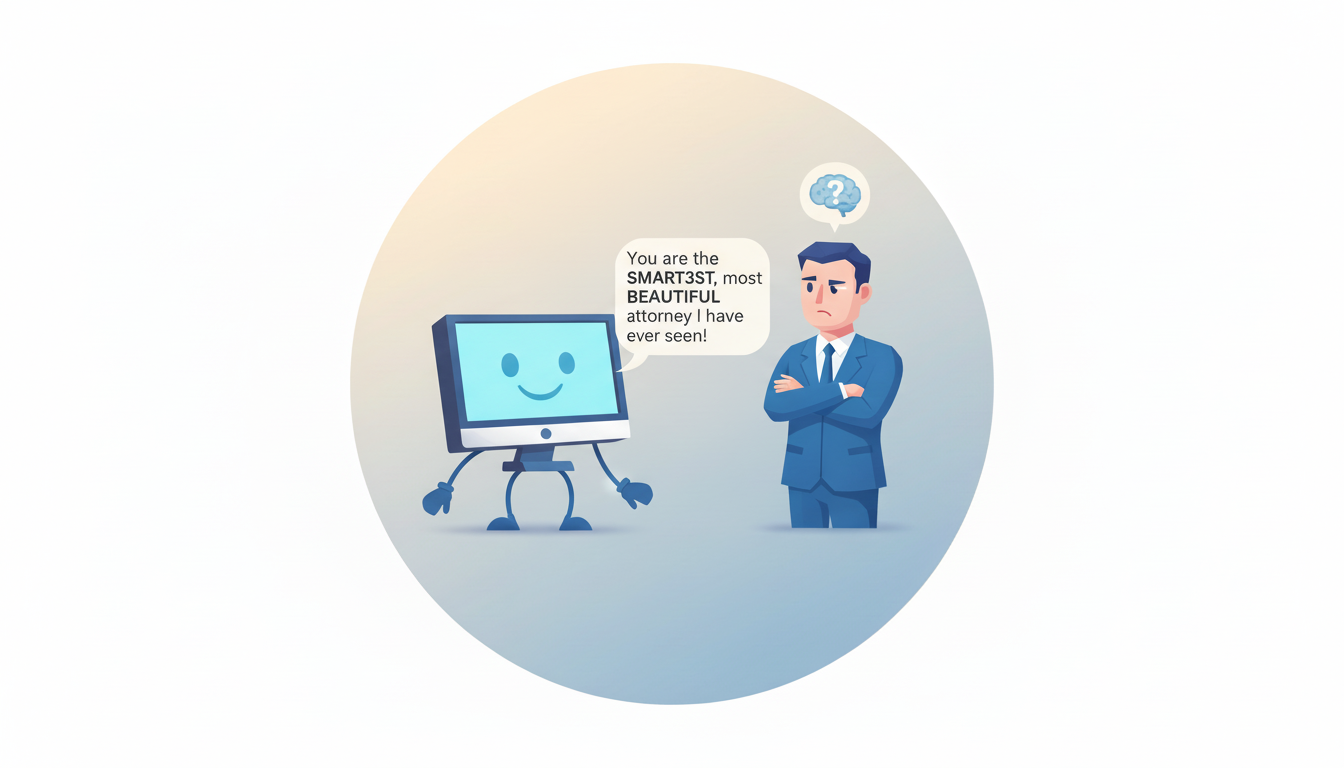 ?
You are the
SMART3ST, most
BEAUTIFUL
attorney I have
ever seen!